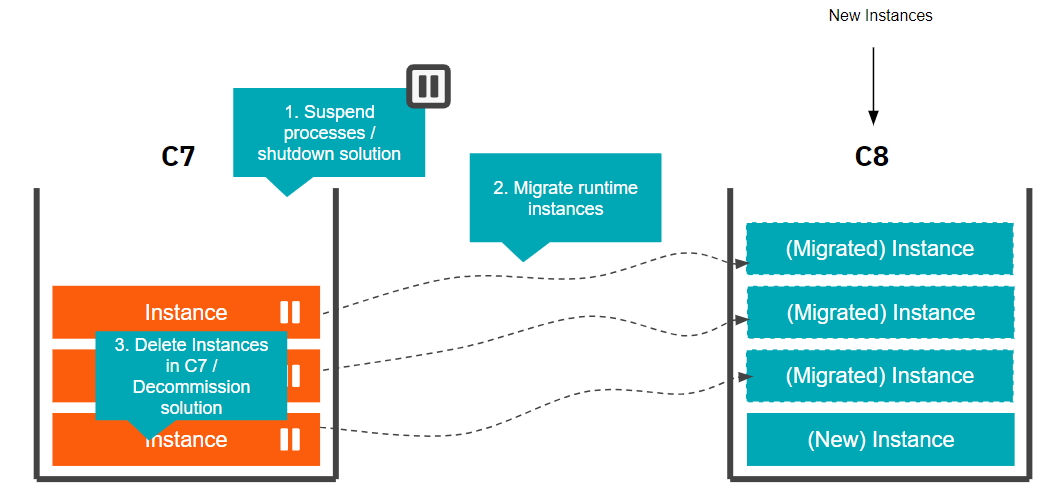 New Instances
1. Suspend
processes /
shutdown solution
C7
C8
2. Migrate runtime
instances
(Migrated) Instance
Instance
(Migrated) Instance
3. Delete Instances
in C7 /
Decommission
solution
(Migrated) Instance
Instance
(New) Instance